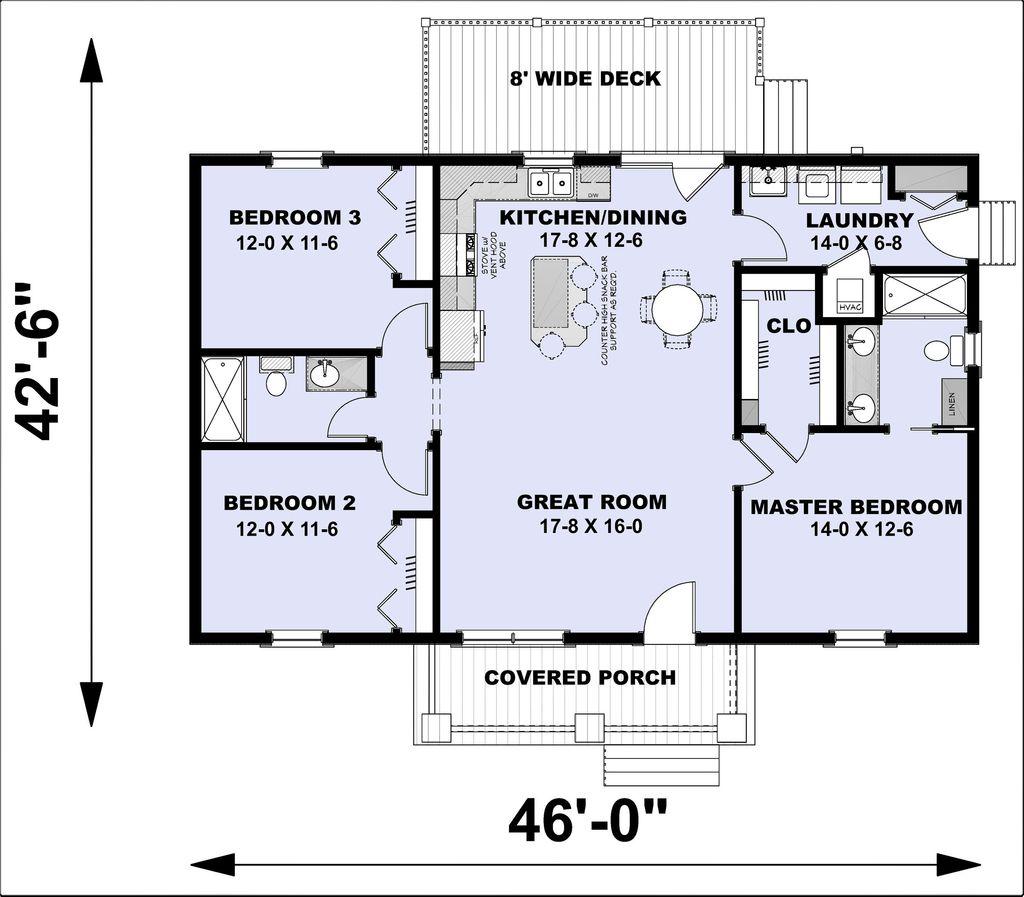 8' WIDE DECK
BEDROOM 3
12-0 X 11-6
KITCHEN/DINING
17-8 X 12-6
LAUNDRY
14-0 X 6-8
D/W
STOVE w/
VENT HOOD
ABOVE
COUNTER HIGH SNACK BAR
SUPPORT AS REQ'D.
HVAC
CLO
LINEN
42'-6"
BEDROOM 2
12-0 X 11-6
GREAT ROOM
17-8 X 16-0
MASTER BEDROOM
14-0 X 12-6
COVERED PORCH
46'-0"